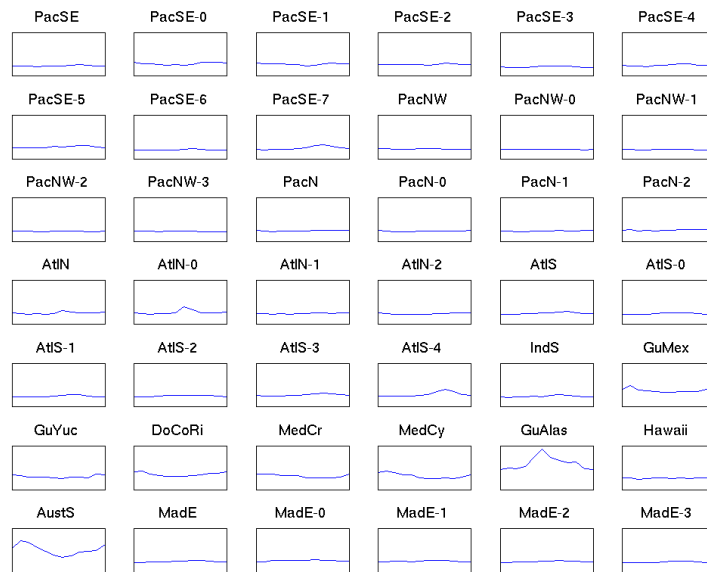 PacSE PacSE-0 PacSE-1 PacSE-2 PacSE-3 PacSE-4
PacSE-5 PacSE-6 PacSE-7 PacNW PacNW-0 PacNW-1
PacNW-2 PacNW-3 PacN PacN-0 PacN-1 PacN-2
AtlN AtlN-0 AtlN-1 AtlN-2 AtlS AtlS-0
AtlS-1 AtlS-2 AtlS-3 AtlS-4 IndS GuMex
GuYuc DoCoRi MedCr MedCy GuAlas Hawaii
AustS MadE MadE-0 MadE-1 MadE-2 MadE-3